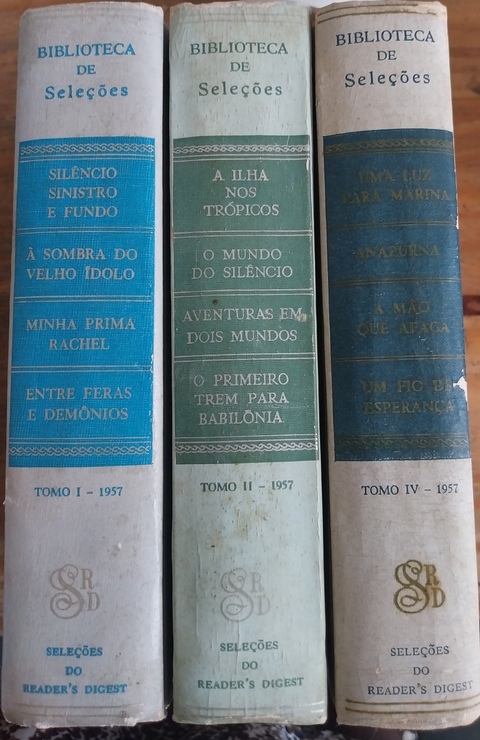 BIBLIOTECA
DE
Seleções
SILÊNCIO
SINISTRO
E FUNDO
À SOMBRA DO
VELHO ÍDOLO
MINHA PRIMA
RACHEL
ENTRE FERAS
E DEMÔNIOS
TOMO I – 1957
SRD
SELEÇÕES
DO
READER'S DIGEST
BIBLIOTECA
DE
Seleções
A ILHA
NOS
TRÓPICOS
O MUNDO
DO SILÊNCIO
AVENTURAS EM
DOIS MUNDOS
O PRIMEIRO
TREM PARA
BABILÔNIA
TOMO II – 1957
SRD
SELEÇÕES
DO
READER'S DIGEST
BIBLIOTECA
DE
Seleções
UMA LUZ
PARA MARINA
ANAPURNA
A MÃO
QUE AFAGA
UM FIO DE
ESPERANÇA
TOMO IV – 1957
SRD
SELEÇÕES
DO
READER'S DIGEST